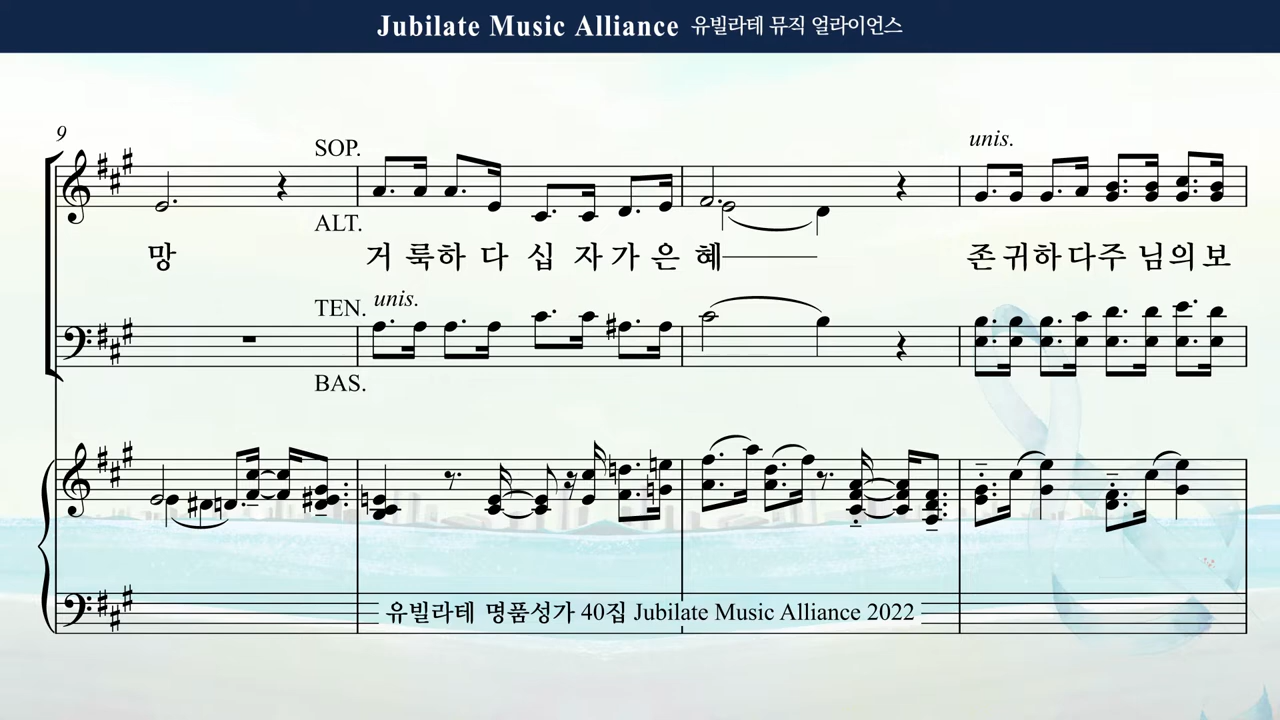 Jubilate Music Alliance 유빌라테 뮤직 얼라이언스
9
SOP.
unis.
ALT.
망 거 룩하 다 십 자 가 은 혜 존 귀 하 다 주 님 의 보
TEN. unis.
BAS.
유빌라테 명품성가 40집 Jubilate Music Alliance 2022